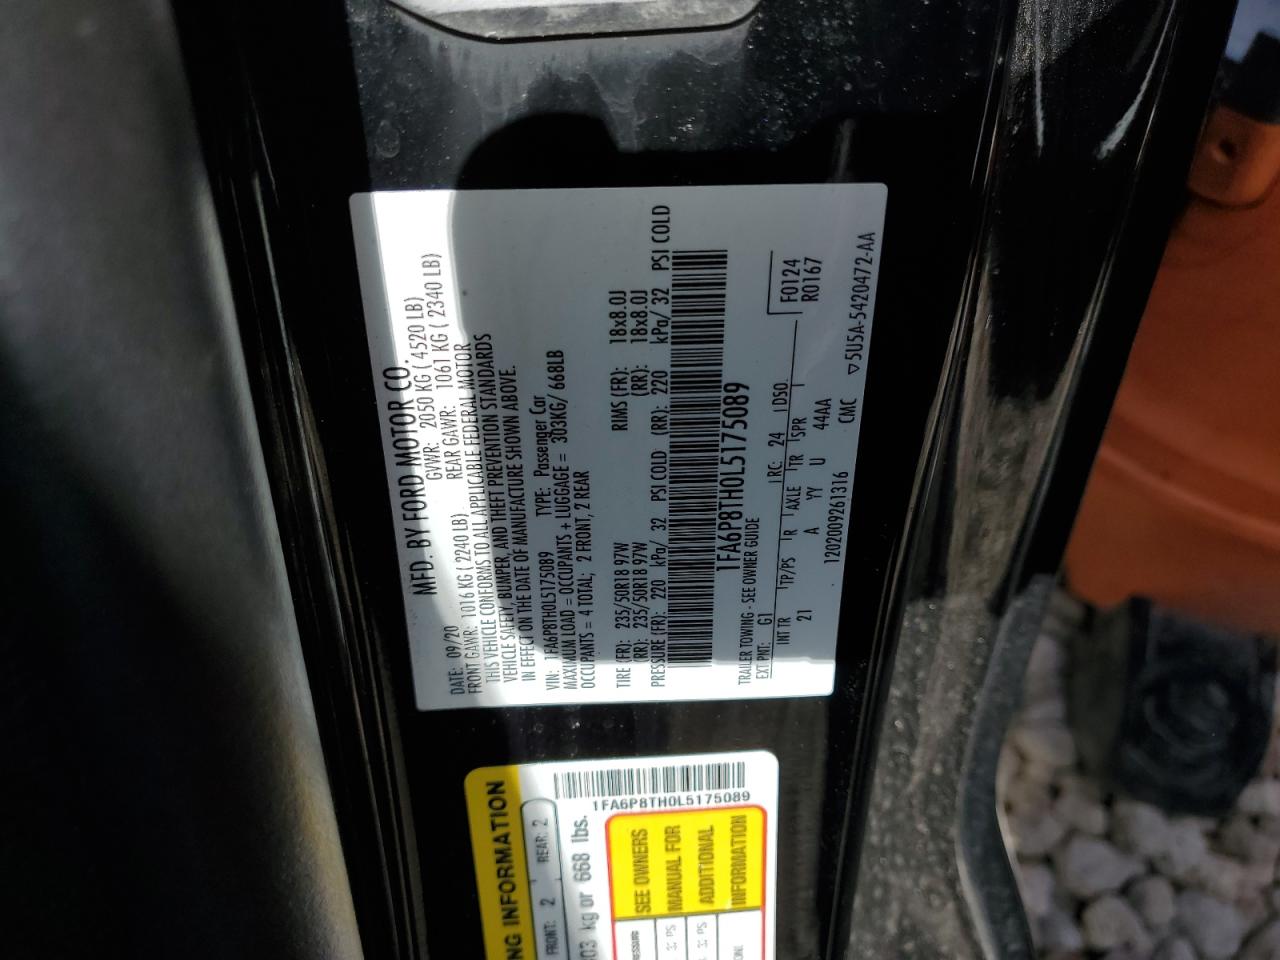 MFD. BY FORD MOTOR CO.
DATE: 09/20 GVWR: 2050 KG ( 4520 LB)
FRONT GAWR: 1016 KG ( 2240 LB) REAR GAWR: 1061 KG ( 2340 LB)
THIS VEHICLE CONFORMS TO ALL APPLICABLE FEDERAL MOTOR
VEHICLE SAFETY, BUMPER, AND THEFT PREVENTION STANDARDS
IN EFFECT ON THE DATE OF MANUFACTURE SHOWN ABOVE.
VIN: 1FA6P8TH0L5175089 TYPE: Passenger Car
MAXIMUM LOAD = OCCUPANTS + LUGGAGE = 303KG/ 668LB
OCCUPANTS = 4 TOTAL; 2 FRONT, 2 REAR
TIRE (FR): 235/50R18 97W RIMS (FR): 18x8.0J
(RR): 235/50R18 97W (RR): 18x8.0J
PRESSURE (FR): 220 kPa/ 32 PSI COLD (RR): 220 kPa/ 32 PSI COLD
1FA6P8TH0L5175089
TRAILER TOWING - SEE OWNER GUIDE F0124
EXT PNT: G1 RC: 24 DSO: R0167
INT TR TP/PS R AXLE TR SPR
21 A YY U 44AA
1202009261316 CMC ▽5U5A-5420472-AA
1FA6P8TH0L5175089
NG INFORMATION
FRONT: 2 REAR: 2
303 kg or 668 lbs.
SEE OWNERS
MANUAL FOR
ADDITIONAL
INFORMATION